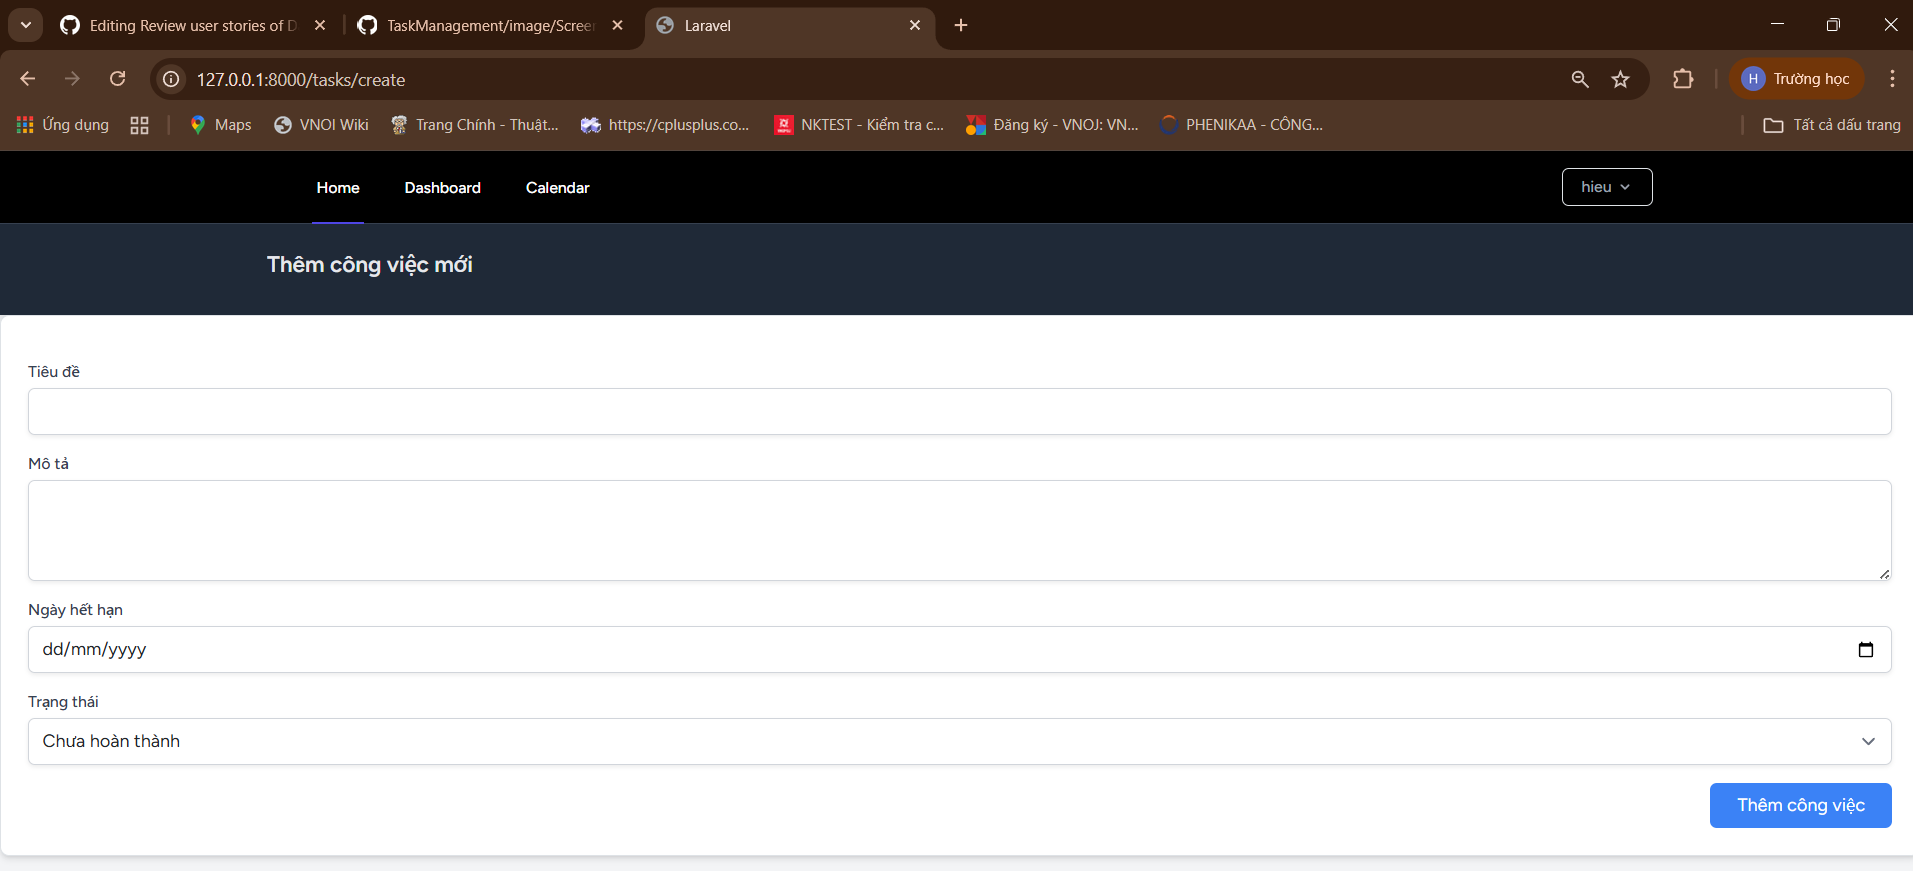 Editing Review user stories of D
TaskManagement/image/Screen
Laravel
127.0.0.1:8000/tasks/create
H Trường học
Ứng dụng
Maps
VNOI Wiki
Trang Chính - Thuật...
https://cplusplus.co...
NKTEST - Kiểm tra c...
Đăng ký - VNOJ: VN...
PHENIKAA - CÔNG...
Tất cả dấu trang
Home Dashboard Calendar
hieu
Thêm công việc mới
Tiêu đề
Mô tả
Ngày hết hạn
dd/mm/yyyy
Trạng thái
Chưa hoàn thành
Thêm công việc